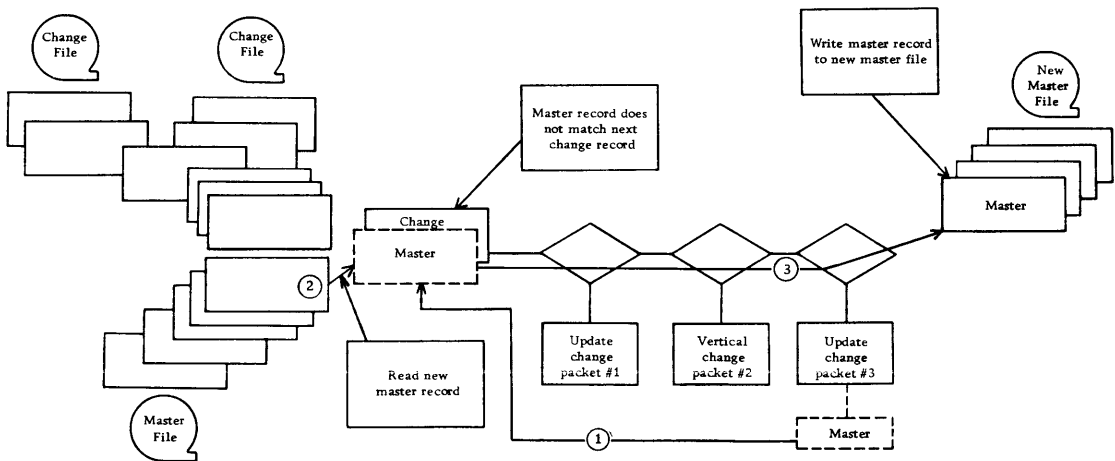 Change
File
Change
File
Master record does
not match next
change record
Write master record
to new master file
New
Master
File
Master
Change
Master
2
3
Read new
master record
Update
change
packet #1
Vertical
change
packet #2
Update
change
packet #3
Master
File
1
Master